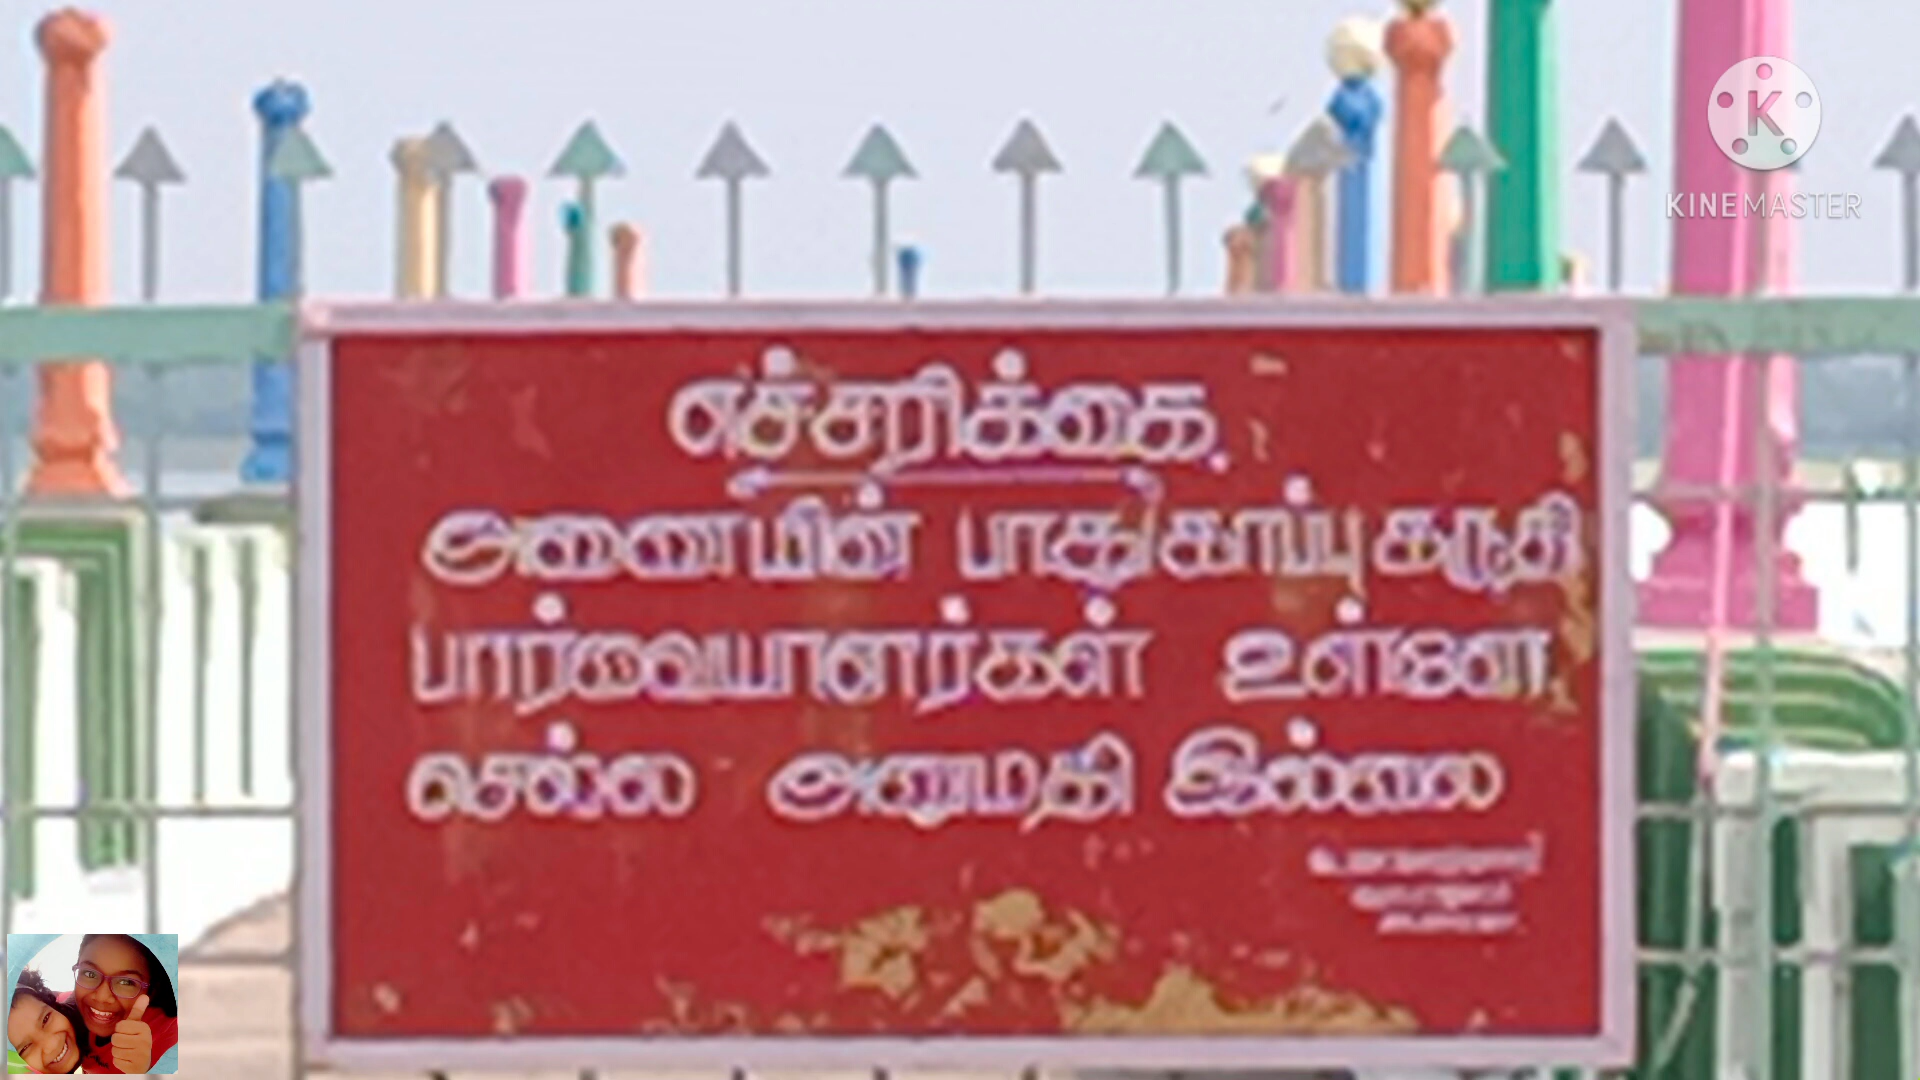 எச்சரிக்கை.
அணையின் பாதுகாப்பு கருதி
பார்வையாளர்கள் உள்ளே
செல்ல அனுமதி இல்லை
KINEMASTER